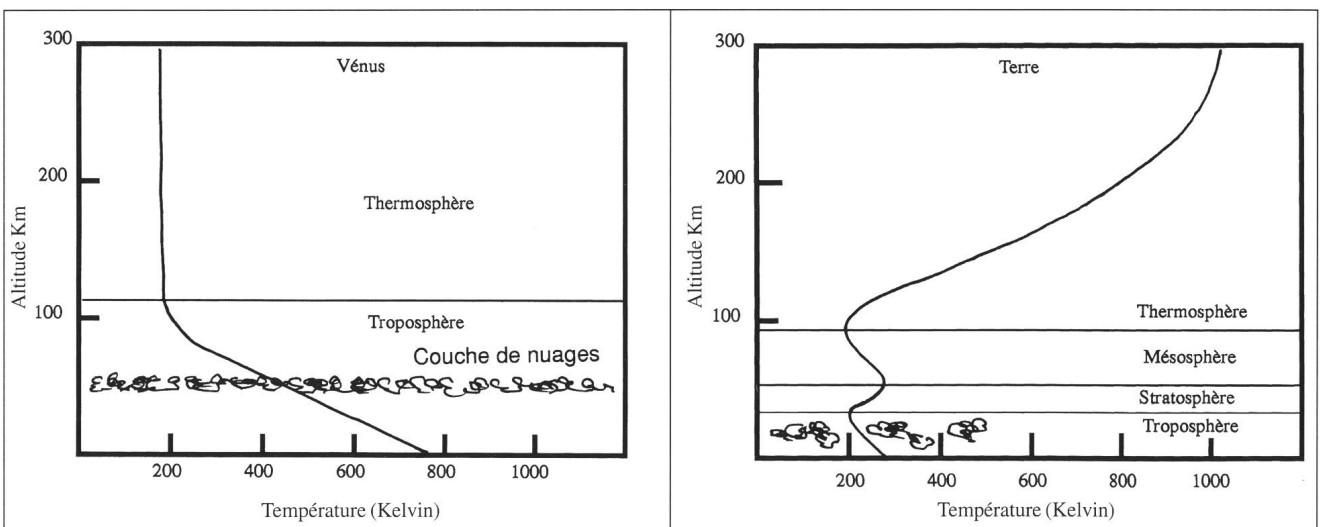 300
Vénus
200
Thermosphère
Altitude Km
100
Troposphère
Couche de nuages
200 400 600 800 1000
Température (Kelvin)
300
Terre
200
Altitude Km
100
Thermosphère
Mésosphère
Stratosphère
Troposphère
200 400 600 800 1000
Température (Kelvin)